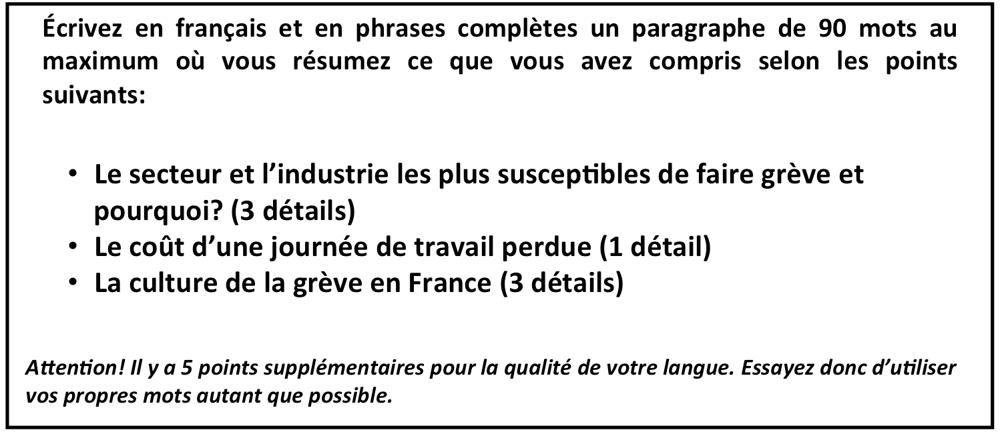 Écrivez en français et en phrases complètes un paragraphe de 90 mots au
maximum où vous résumez ce que vous avez compris selon les points
suivants:
• Le secteur et l’industrie les plus susceptibles de faire grève et
pourquoi? (3 détails)
• Le coût d’une journée de travail perdue (1 détail)
• La culture de la grève en France (3 détails)
Attention! Il y a 5 points supplémentaires pour la qualité de votre langue. Essayez donc d’utiliser
vos propres mots autant que possible.